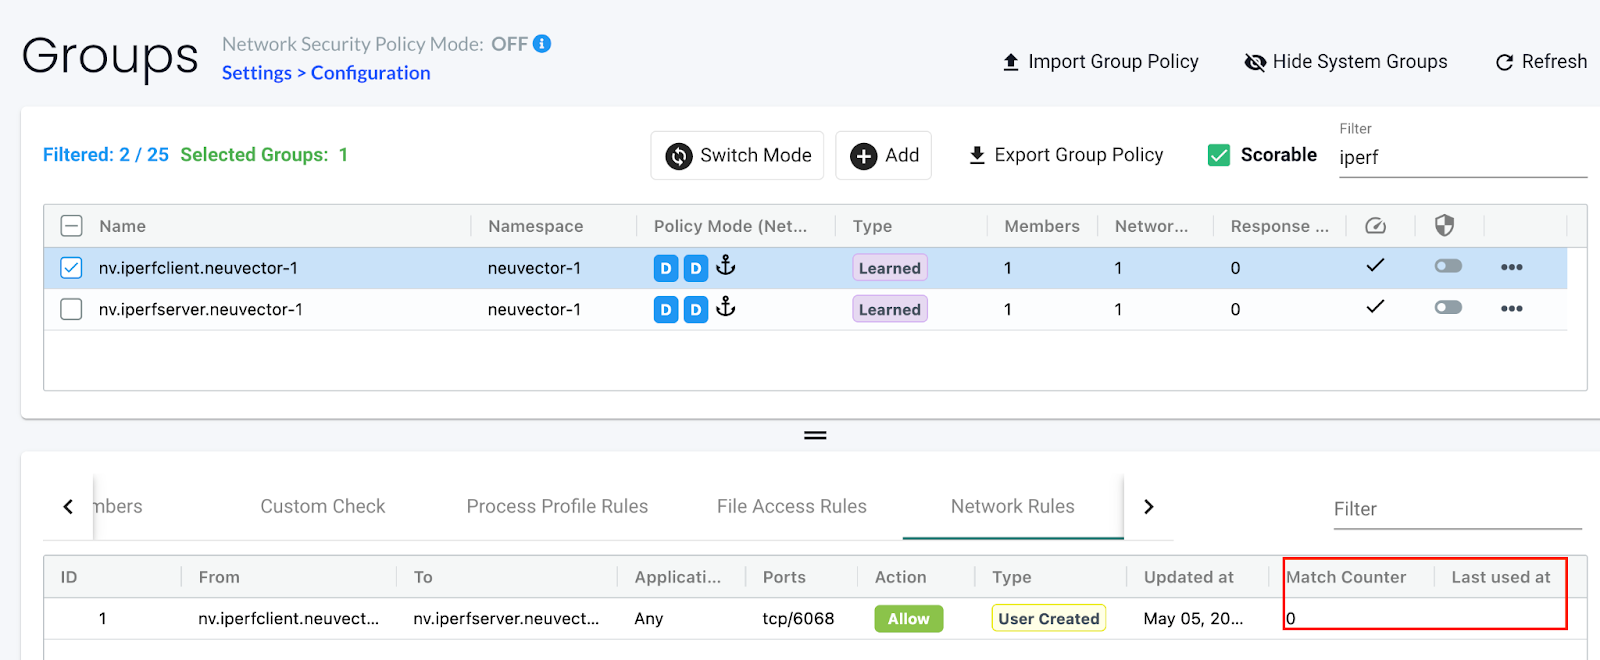 Groups
Network Security Policy Mode: OFF
Settings > Configuration
Import Group Policy
Hide System Groups
Refresh
Filtered: 2 / 25 Selected Groups: 1
Switch Mode
Add
Export Group Policy
Scorable
Filter
iperf
Name Namespace Policy Mode (Net... Type Members Networ... Response ...
nv.iperfclient.neuvector-1 neuvector-1 D D Learned 1 1 0
nv.iperfserver.neuvector-1 neuvector-1 D D Learned 1 1 0
mbers Custom Check Process Profile Rules File Access Rules Network Rules
Filter
ID From To Applicati... Ports Action Type Updated at Match Counter Last used at
1 nv.iperfclient.neuvect... nv.iperfserver.neuvect... Any tcp/6068 Allow User Created May 05, 20... 0